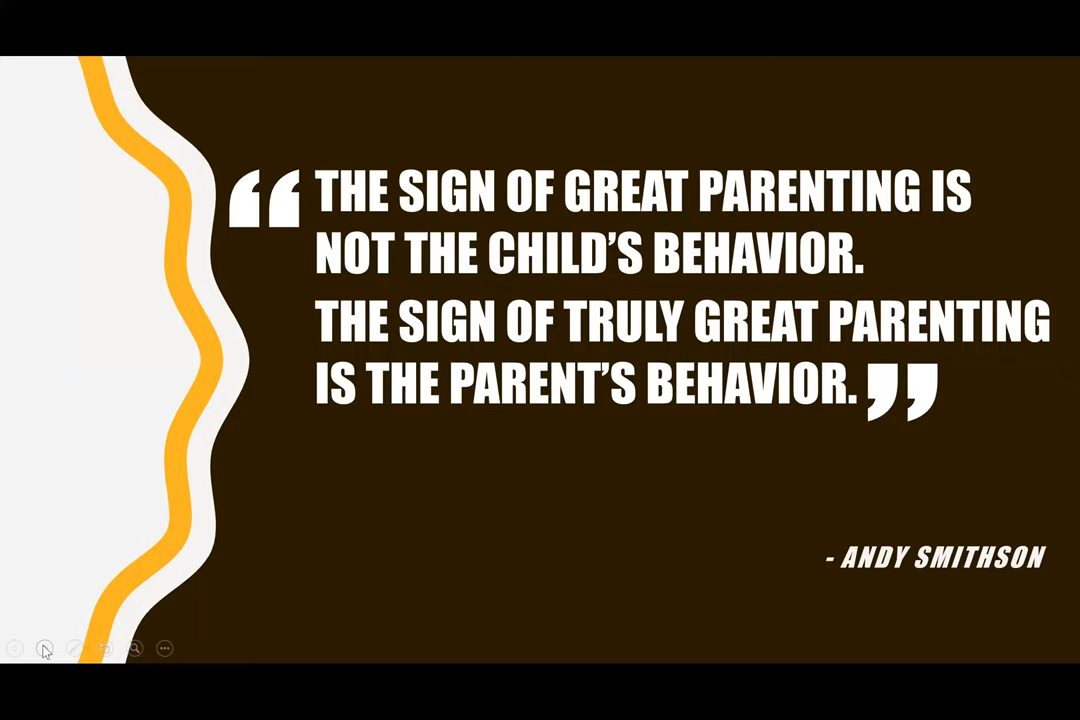 “ THE SIGN OF GREAT PARENTING IS
NOT THE CHILD’S BEHAVIOR.
THE SIGN OF TRULY GREAT PARENTING
IS THE PARENT’S BEHAVIOR. ”
- ANDY SMITHSON